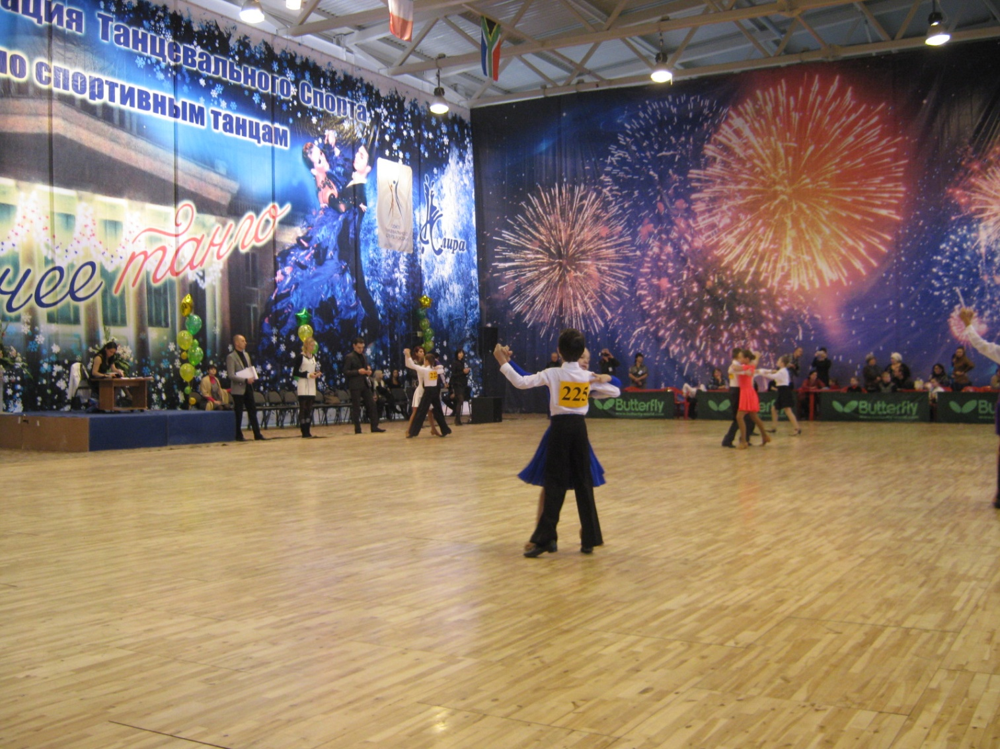 ация Танцевального Спорта
по спортивным танцам
чее танго
лира
225
Butterfly
Butterfly
Butterfly